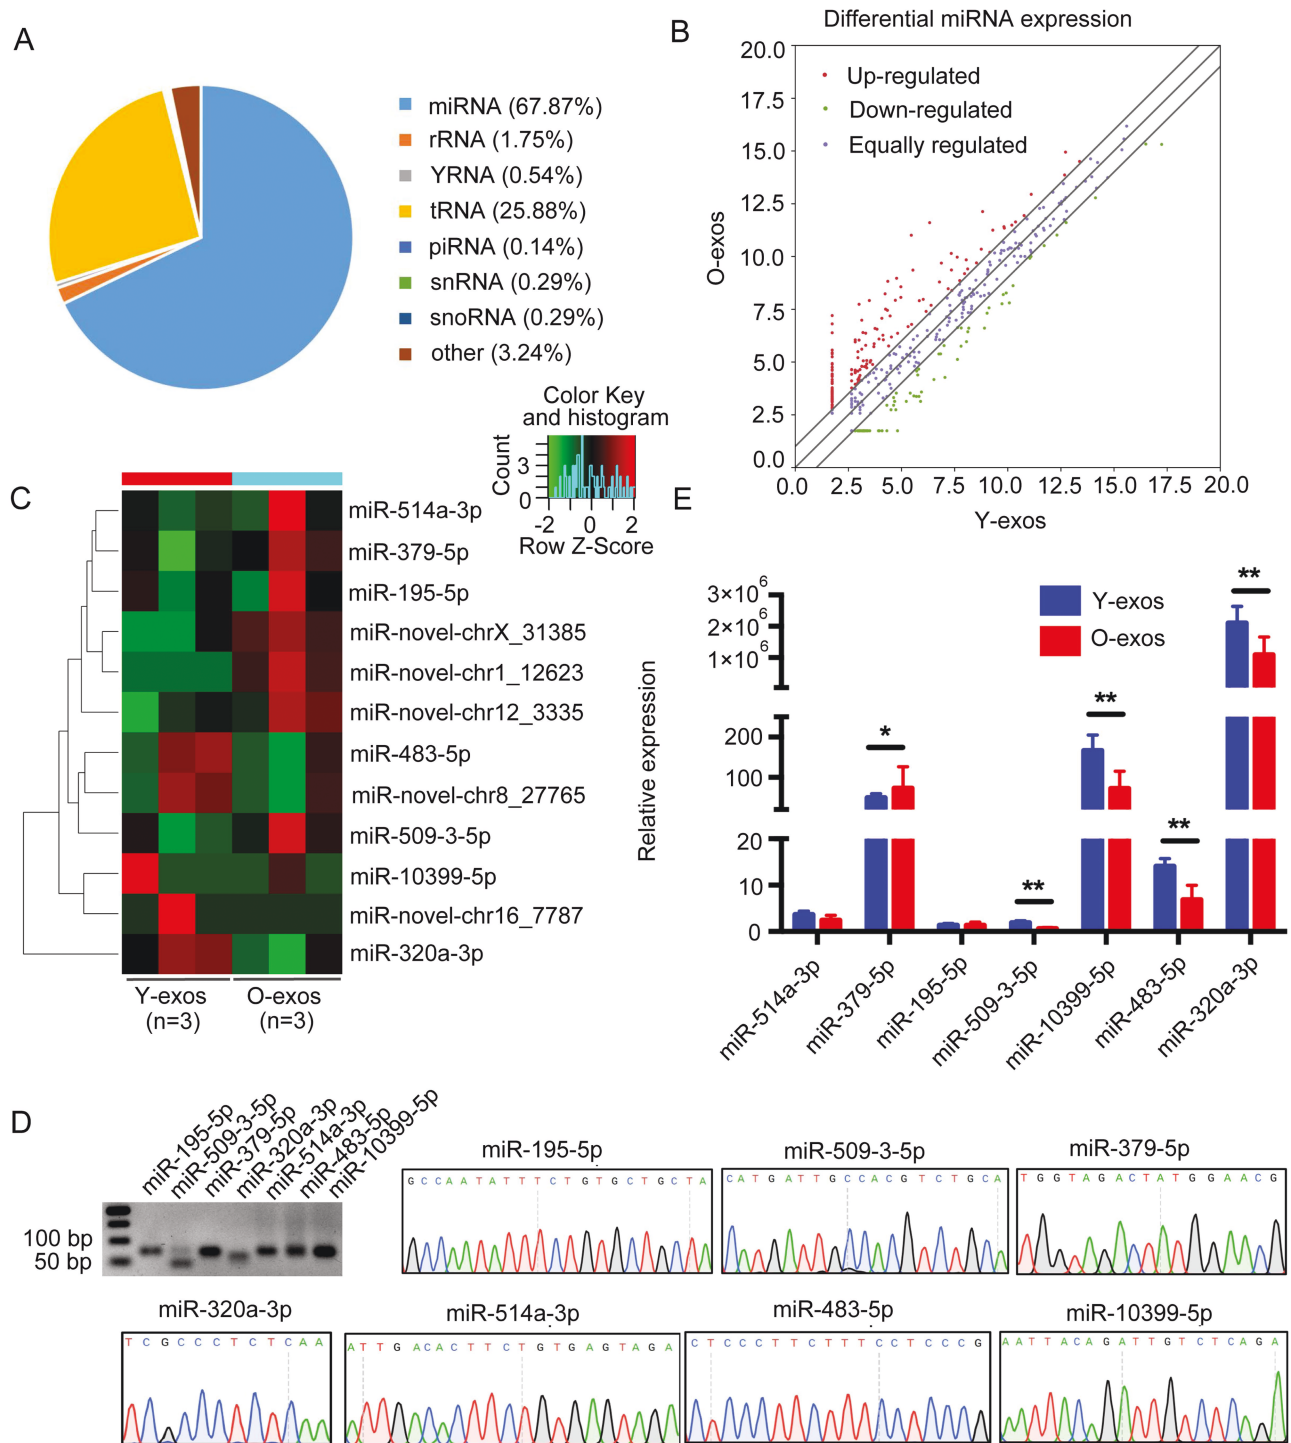 A
miRNA (67.87%)
rRNA (1.75%)
YRNA (0.54%)
tRNA (25.88%)
piRNA (0.14%)
snRNA (0.29%)
snoRNA (0.29%)
other (3.24%)
B
Differential miRNA expression
Up-regulated
Down-regulated
Equally regulated
20.0
17.5
15.0
12.5
10.0
7.5
5.0
2.5
0.0
O-exos
0.0 2.5 5.0 7.5 10.0 12.5 15.0 17.5 20.0
Y-exos
Color Key
and histogram
Count
3
0
-2 0 2
Row Z-Score
C
miR-514a-3p
miR-379-5p
miR-195-5p
miR-novel-chrX_31385
miR-novel-chr1_12623
miR-novel-chr12_3335
miR-483-5p
miR-novel-chr8_27765
miR-509-3-5p
miR-10399-5p
miR-novel-chr16_7787
miR-320a-3p
Y-exos O-exos
(n=3) (n=3)
E
Y-exos
O-exos
Relative expression
3×10⁶
2×10⁶
1×10⁶
200
100
20
10
0
*
**
**
**
**
miR-514a-3p
miR-379-5p
miR-195-5p
miR-509-3-5p
miR-10399-5p
miR-483-5p
miR-320a-3p
D
miR-195-5p
miR-509-3-5p
miR-379-5p
miR-320a-3p
miR-514a-3p
miR-483-5p
miR-10399-5p
100 bp
50 bp
miR-195-5p
GCCAATATTTCTGTGCTGCTA
miR-509-3-5p
CATGATTGCCACGTCTGCA
miR-379-5p
TGGTAGACTATGGAACG
miR-320a-3p
TCGCCCTCTCAA
miR-514a-3p
ATTGACACTTCTGTGAGTAGA
miR-483-5p
CTCCCTTCTTTCCTCCCG
miR-10399-5p
AATTACAGATTGTCTCAGA